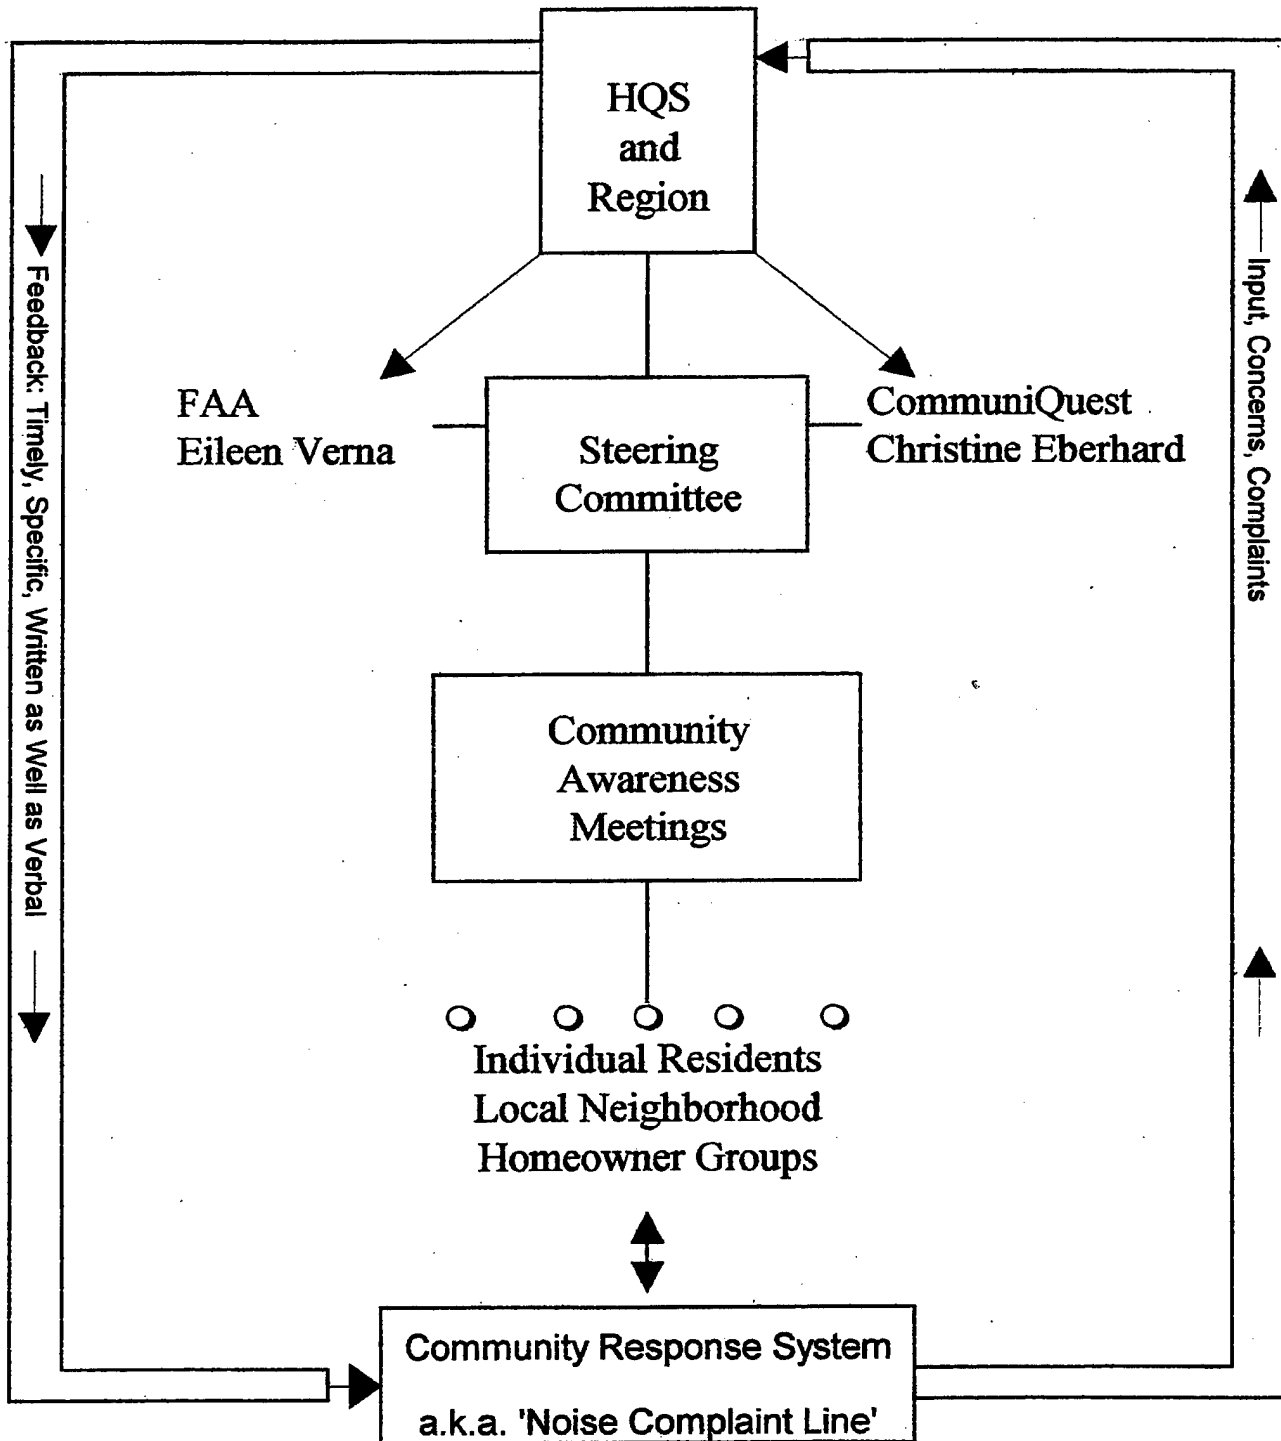 HQS
and
Region
Feedback: Timely, Specific, Written as Well as Verbal
Input, Concerns, Complaints
FAA
Eileen Verna
Steering
Committee
CommuniQuest
Christine Eberhard
Community
Awareness
Meetings
Individual Residents
Local Neighborhood
Homeowner Groups
Community Response System
a.k.a. 'Noise Complaint Line'